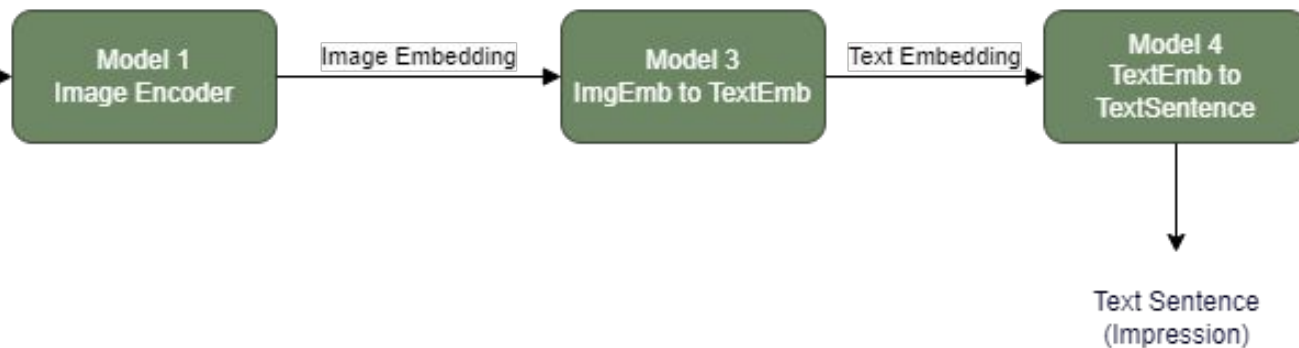 Model 1
Image Encoder
Image Embedding
Model 3
ImgEmb to TextEmb
Text Embedding
Model 4
TextEmb to
TextSentence
Text Sentence
(Impression)